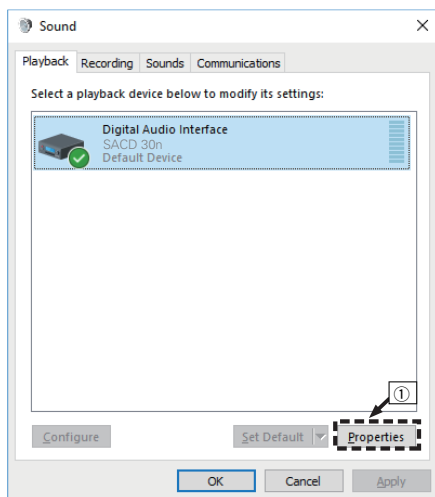 Sound
Playback Recording Sounds Communications
Select a playback device below to modify its settings:
Digital Audio Interface
SACD 30n
Default Device
①
Configure Set Default Properties
OK Cancel Apply